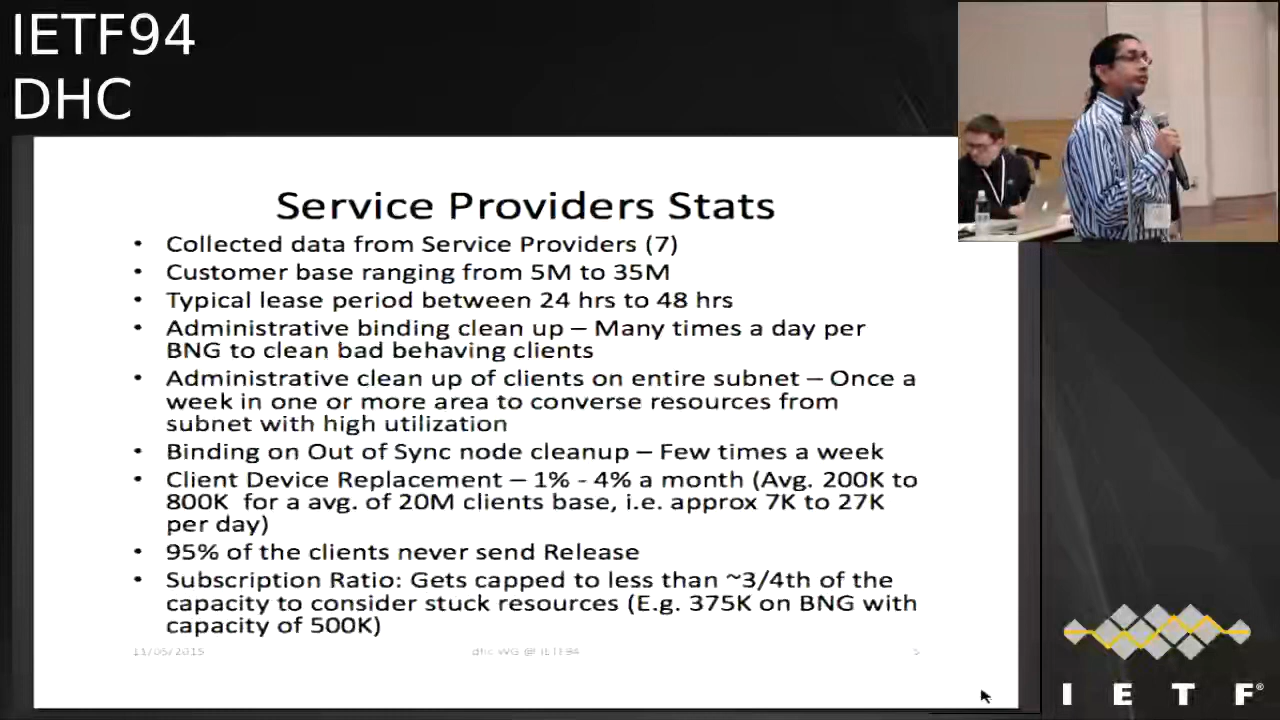 IETF94
DHC
Service Providers Stats
• Collected data from Service Providers (7)
• Customer base ranging from 5M to 35M
• Typical lease period between 24 hrs to 48 hrs
• Administrative binding clean up – Many times a day per
BNG to clean bad behaving clients
• Administrative clean up of clients on entire subnet – Once a
week in one or more area to converse resources from
subnet with high utilization
• Binding on Out of Sync node cleanup – Few times a week
• Client Device Replacement – 1% - 4% a month (Avg. 200K to
800K for a avg. of 20M clients base, i.e. approx 7K to 27K
per day)
• 95% of the clients never send Release
• Subscription Ratio: Gets capped to less than ~3/4th of the
capacity to consider stuck resources (E.g. 375K on BNG with
capacity of 500K)
dhc WG @ IETF94
5
I E T F®